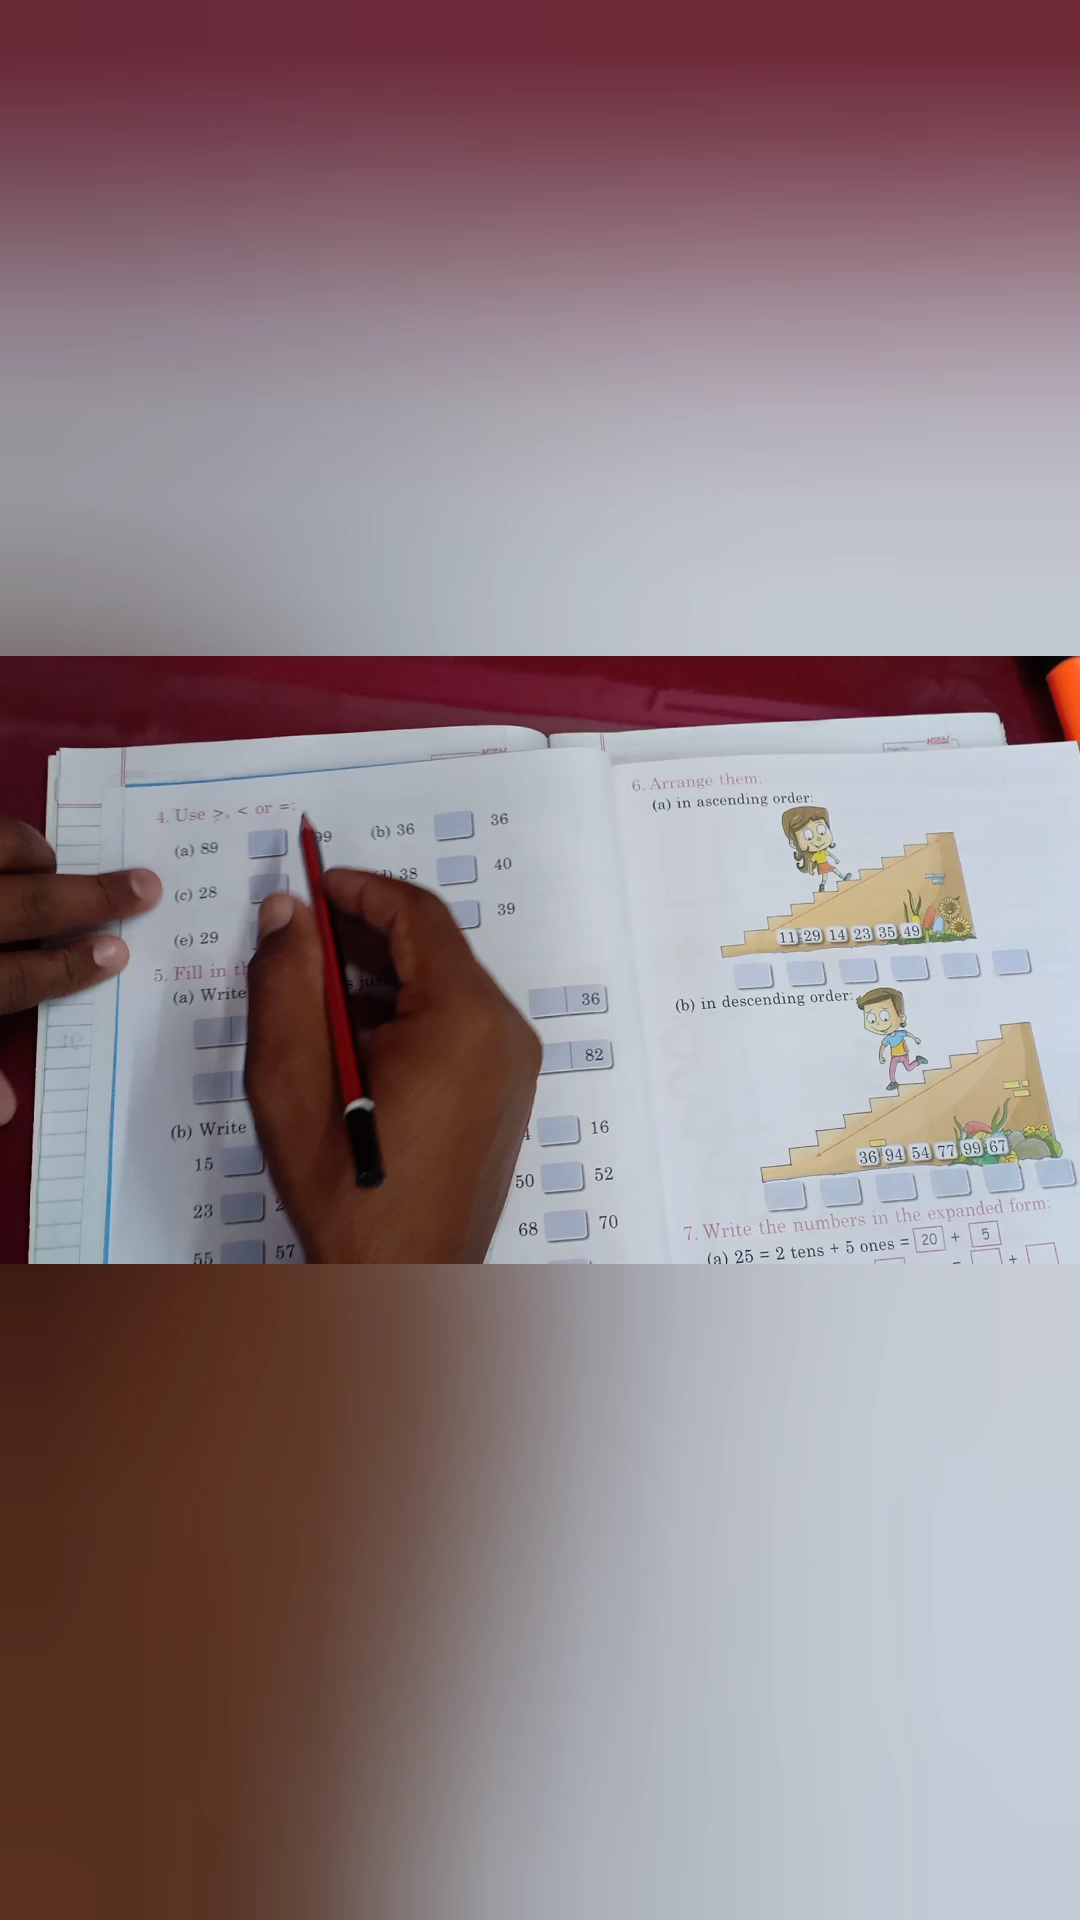 4. Use >, < or =:
(a) 89 99 (b) 36 36
(c) 28 38 40
(e) 29 39
5. Fill in
(a) Write
36
82
(b) Write
15 16
23 50 52
55 57 68 70
6. Arrange them:
(a) in ascending order:
11 29 14 23 35 49
(b) in descending order:
36 94 54 77 99 67
7. Write the numbers in the expanded form:
(a) 25 = 2 tens + 5 ones = 20 + 5
+